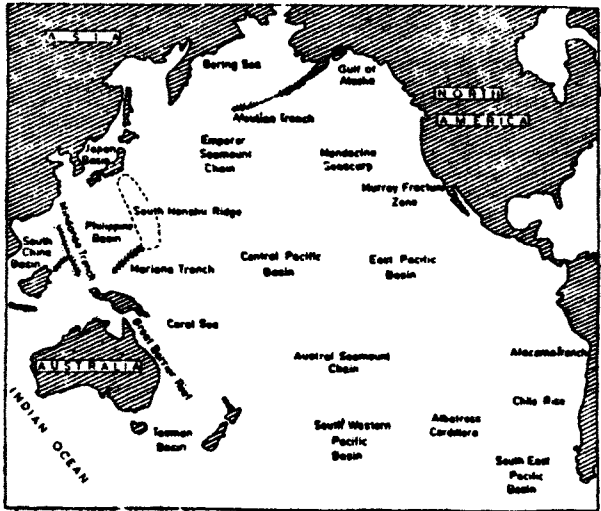 ASIA
Bering Sea
Gulf of
Alaska
NORTH
AMERICA
Aleutian Trench
Japan
Basin
Emperor
Seamount
Chain
Mendocino
Seascarp
Murray Fracture
Zone
South Honshu Ridge
Philippine
Basin
Mindanao Trench
South
China
Basin
Mariana Trench
Central Pacific
Basin
East Pacific
Basin
Coral Sea
Great Barrier Reef
AUSTRALIA
Austral Seamount
Chain
Atacama Trench
Chile Rise
INDIAN OCEAN
Tasman
Basin
South Western
Pacific
Basin
Albatross
Cordillera
South East
Pacific
Basin